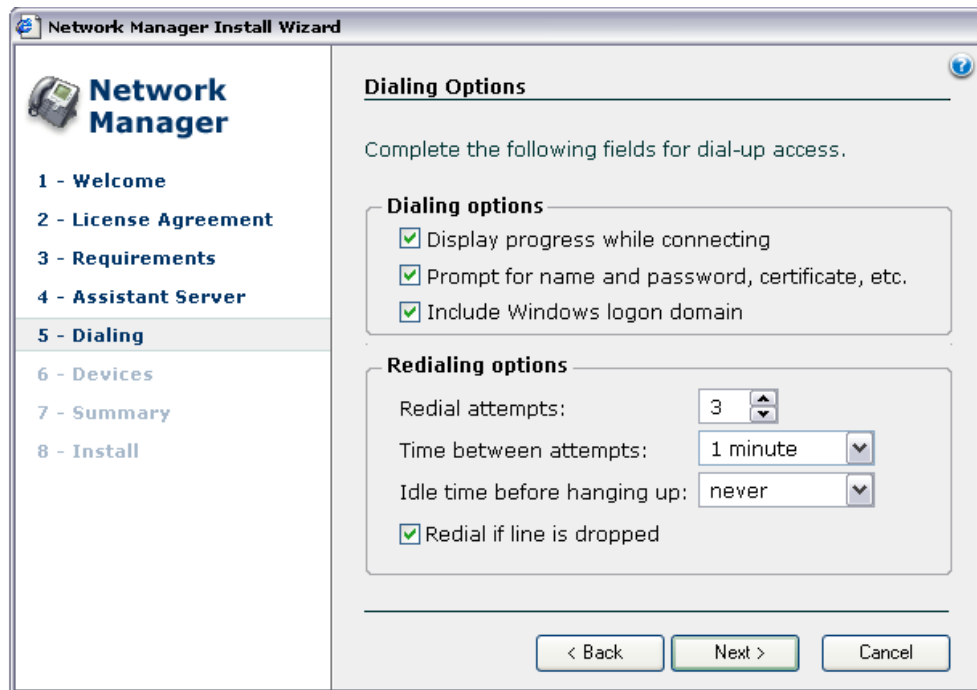 Network Manager Install Wizard
Network
Manager
1 - Welcome
2 - License Agreement
3 - Requirements
4 - Assistant Server
5 - Dialing
6 - Devices
7 - Summary
8 - Install
?
Dialing Options
Complete the following fields for dial-up access.
Dialing options
Display progress while connecting
Prompt for name and password, certificate, etc.
Include Windows logon domain
Redialing options
Redial attempts: 3
Time between attempts: 1 minute
Idle time before hanging up: never
Redial if line is dropped
< Back Next > Cancel